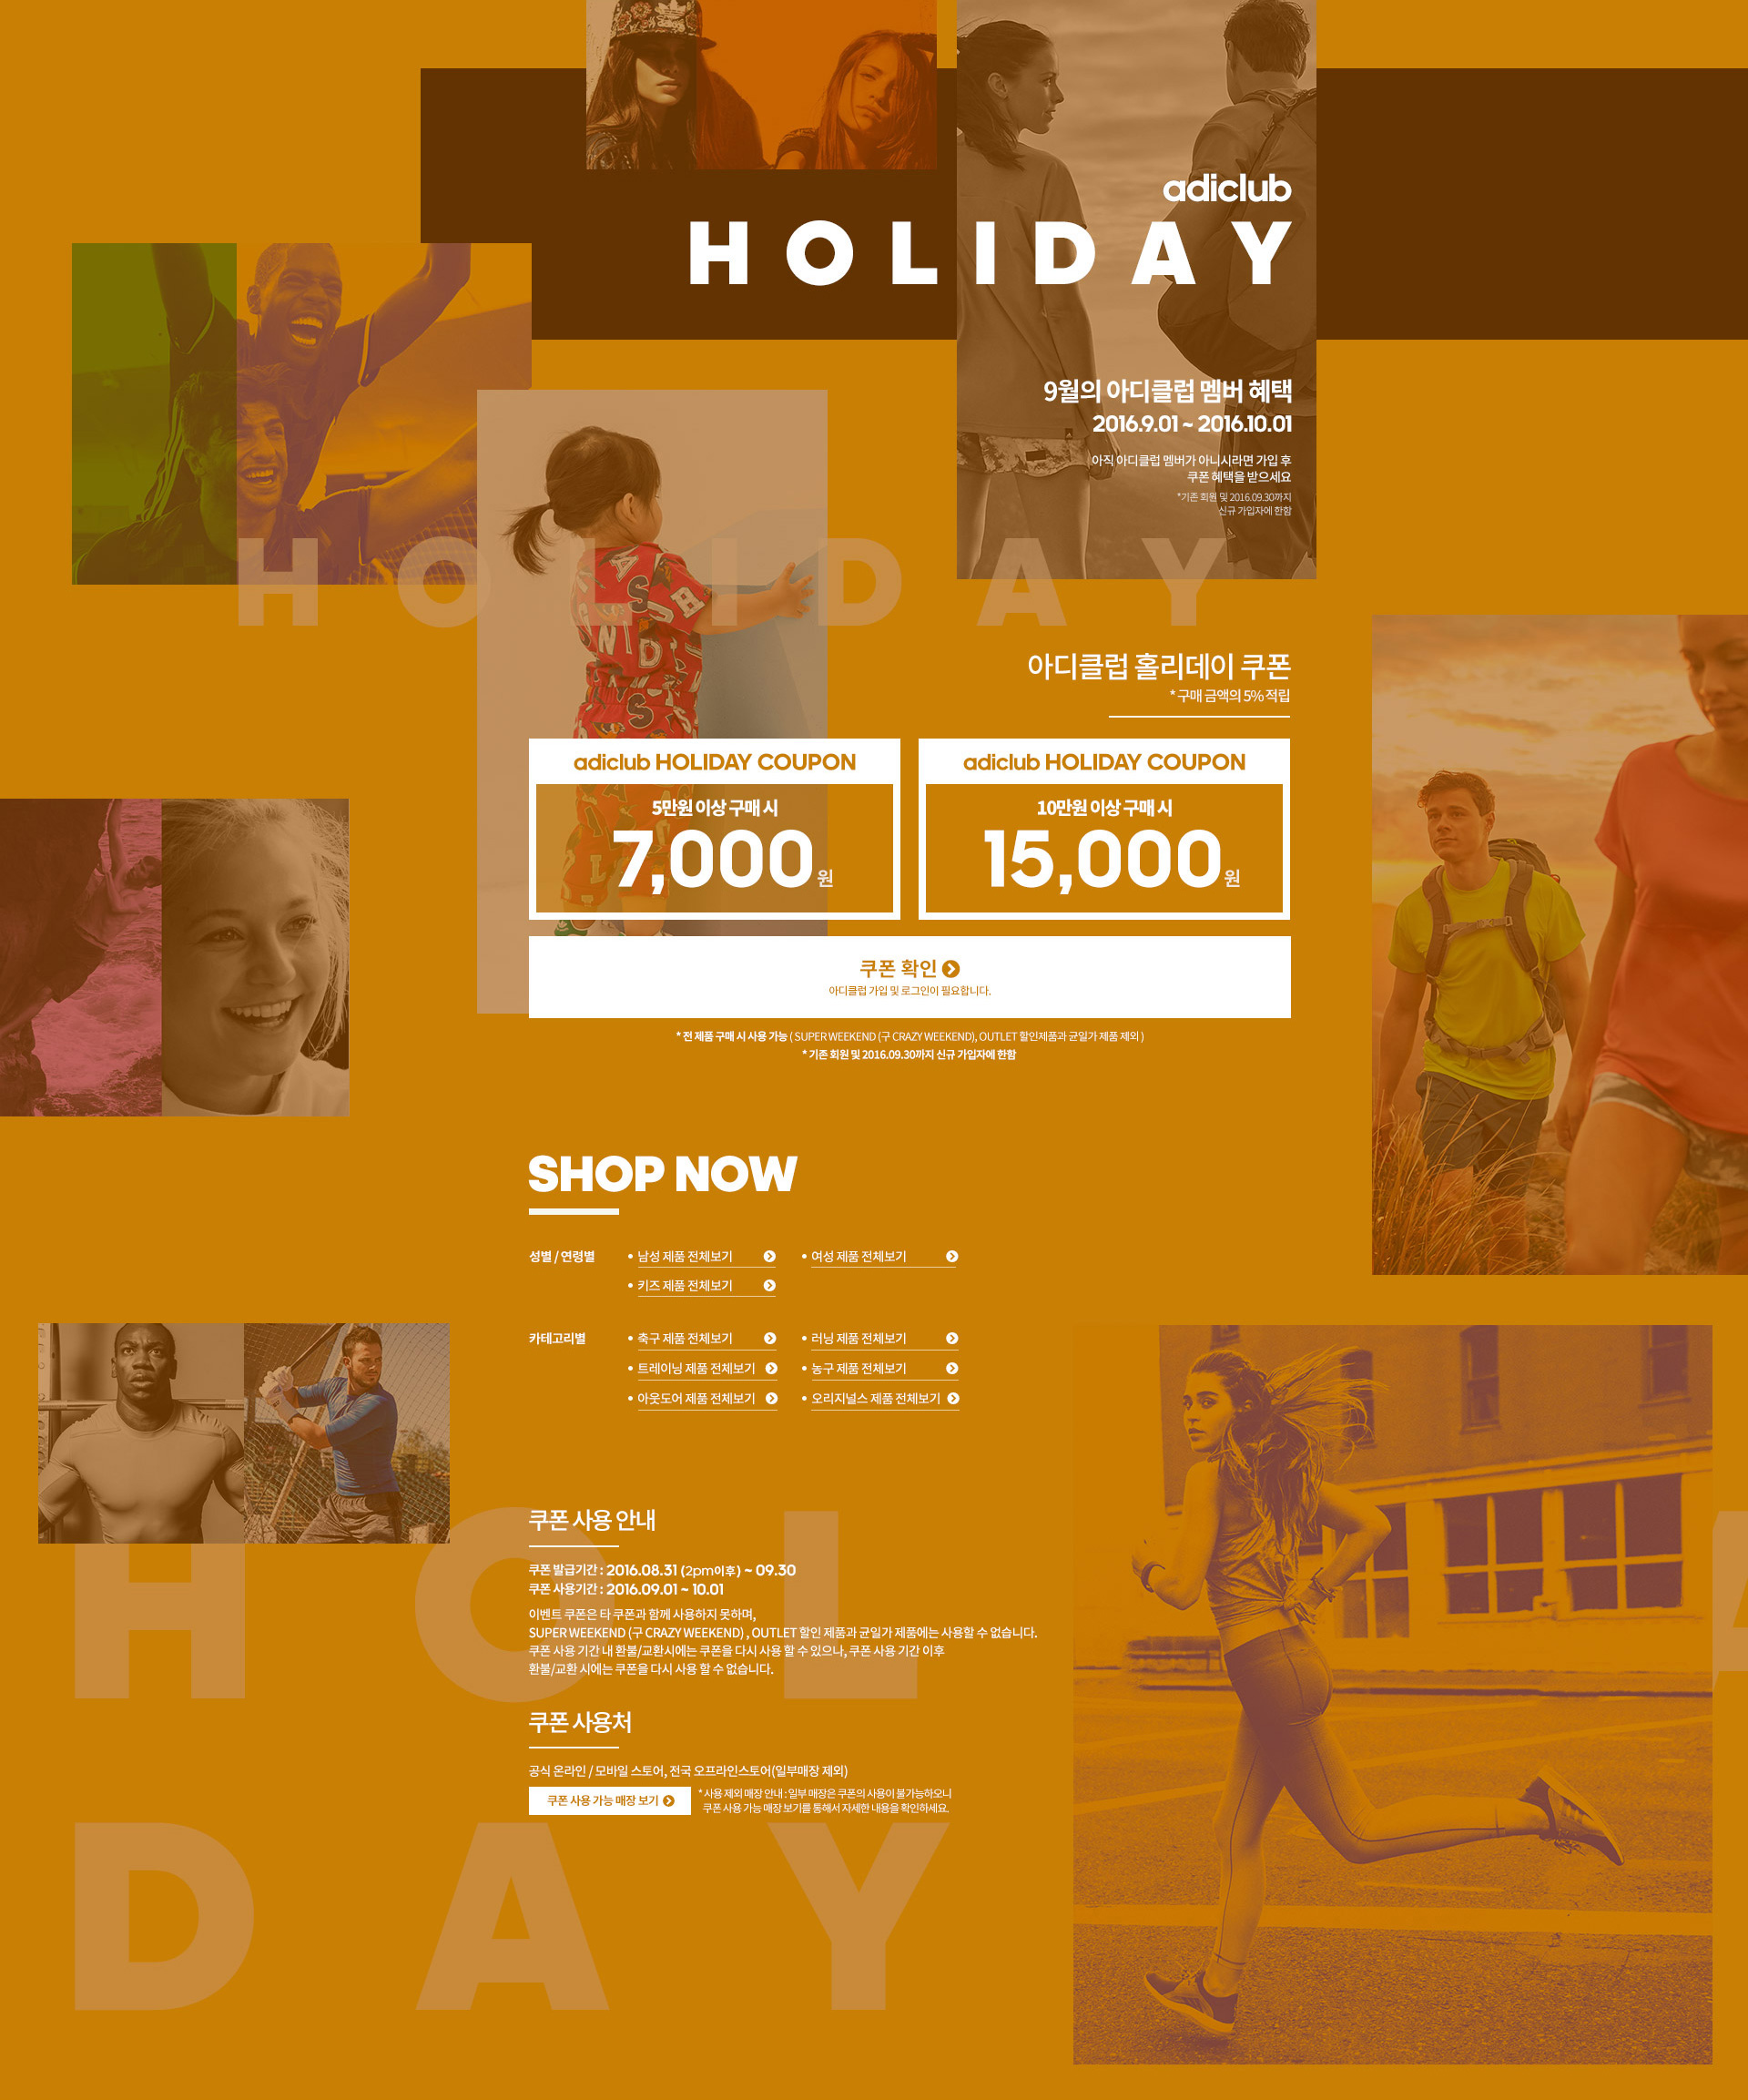 adiclub
HOLIDAY
9월의 아디클럽 멤버 혜택
2016.9.01 ~ 2016.10.01
아직 아디클럽 멤버가 아니시라면 가입 후
쿠폰 혜택을 받으세요
*기존 회원 및 2016.09.30까지
신규 가입자에 한함
HOLIDAY
아디클럽 홀리데이 쿠폰
* 구매 금액의 5% 적립
adiclub HOLIDAY COUPON
5만원 이상 구매 시
7,000원
adiclub HOLIDAY COUPON
10만원 이상 구매 시
15,000원
쿠폰 확인
아디클럽 가입 및 로그인이 필요합니다.
* 전 제품 구매 시 사용 가능 ( SUPER WEEKEND (구 CRAZY WEEKEND), OUTLET 할인제품과 균일가 제품 제외 )
* 기존 회원 및 2016.09.30까지 신규 가입자에 한함
SHOP NOW
성별 / 연령별
• 남성 제품 전체보기
• 여성 제품 전체보기
• 키즈 제품 전체보기
카테고리별
• 축구 제품 전체보기
• 러닝 제품 전체보기
• 트레이닝 제품 전체보기
• 농구 제품 전체보기
• 아웃도어 제품 전체보기
• 오리지널스 제품 전체보기
쿠폰 사용 안내
쿠폰 발급기간 : 2016.08.31 (2pm이후) ~ 09.30
쿠폰 사용기간 : 2016.09.01 ~ 10.01
이벤트 쿠폰은 타 쿠폰과 함께 사용하지 못하며,
SUPER WEEKEND (구 CRAZY WEEKEND) , OUTLET 할인 제품과 균일가 제품에는 사용할 수 없습니다.
쿠폰 사용 기간 내 환불/교환시에는 쿠폰을 다시 사용 할 수 있으나, 쿠폰 사용 기간 이후
환불/교환 시에는 쿠폰을 다시 사용 할 수 없습니다.
쿠폰 사용처
공식 온라인 / 모바일 스토어, 전국 오프라인스토어(일부매장 제외)
쿠폰 사용 가능 매장 보기
* 사용 제외 매장 안내 : 일부 매장은 쿠폰의 사용이 불가능하오니
쿠폰 사용 가능 매장 보기를 통해서 자세한 내용을 확인하세요.
HOL
DAY